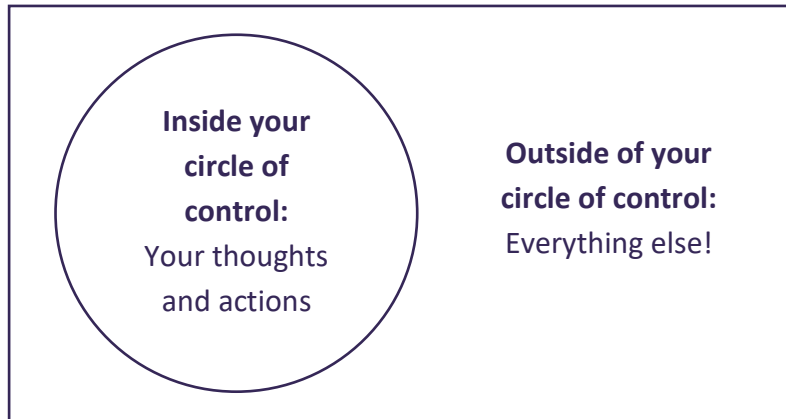 Inside your
circle of
control:
Your thoughts
and actions
Outside of your
circle of control:
Everything else!